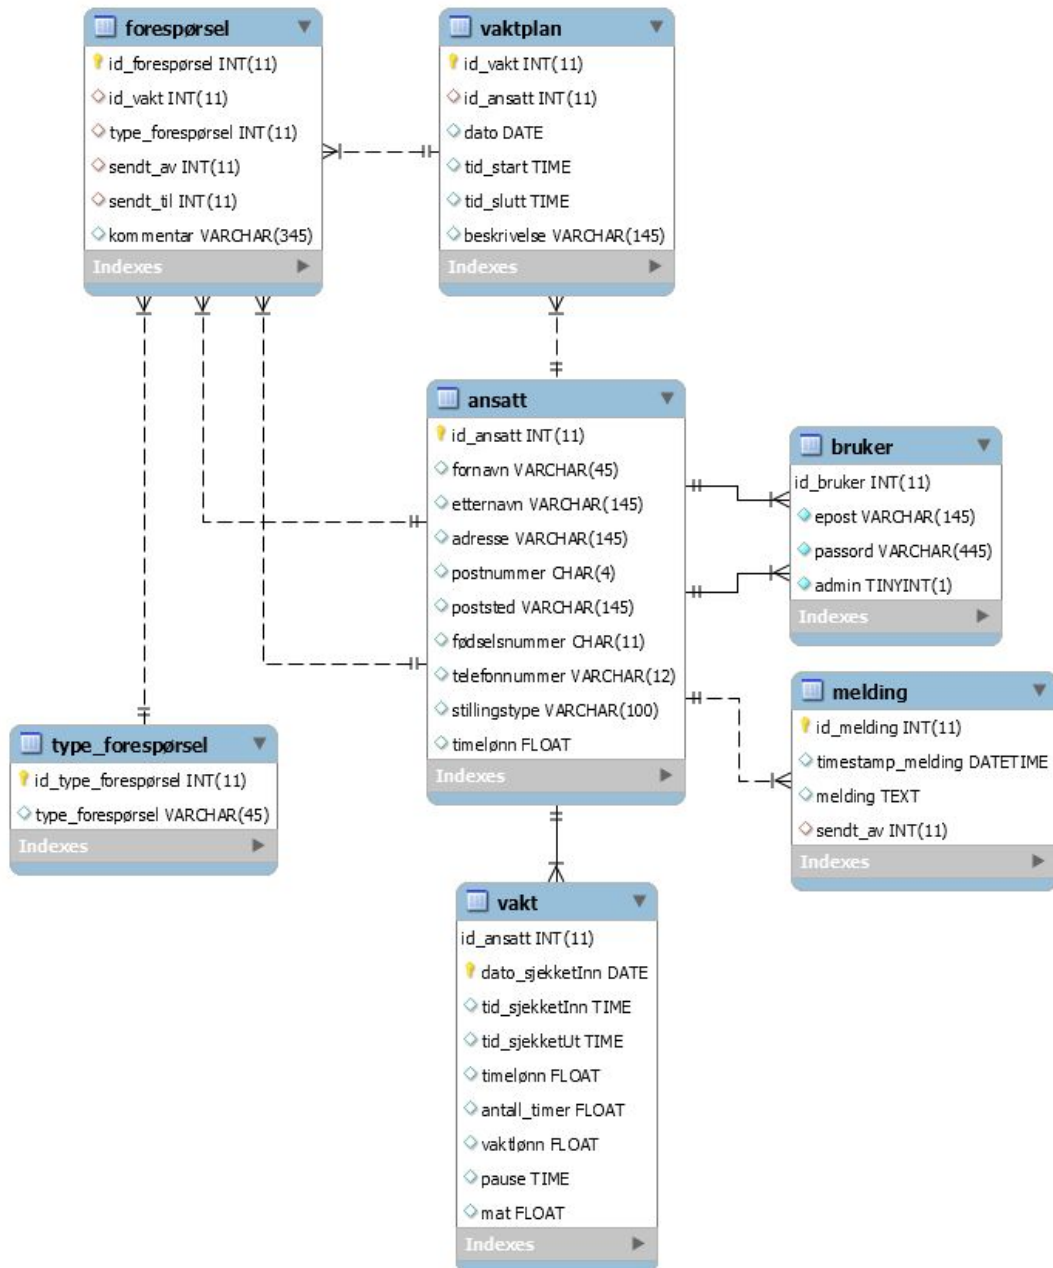 forespørsel
id_forespørsel INT(11)
id_vakt INT(11)
type_forespørsel INT(11)
sendt_av INT(11)
sendt_til INT(11)
kommentar VARCHAR(345)
Indexes
vaktplan
id_vakt INT(11)
id_ansatt INT(11)
dato DATE
tid_start TIME
tid_slutt TIME
beskrivelse VARCHAR(145)
Indexes
ansatt
id_ansatt INT(11)
fornavn VARCHAR(45)
etternavn VARCHAR(145)
adresse VARCHAR(145)
postnummer CHAR(4)
poststed VARCHAR(145)
fødselsnummer CHAR(11)
telefonnummer VARCHAR(12)
stillingstype VARCHAR(100)
timelønn FLOAT
Indexes
bruker
id_bruker INT(11)
epost VARCHAR(145)
passord VARCHAR(445)
admin TINYINT(1)
Indexes
melding
id_melding INT(11)
timestamp_melding DATETIME
melding TEXT
sendt_av INT(11)
Indexes
type_forespørsel
id_type_forespørsel INT(11)
type_forespørsel VARCHAR(45)
Indexes
vakt
id_ansatt INT(11)
dato_sjekketInn DATE
tid_sjekketInn TIME
tid_sjekketUt TIME
timelønn FLOAT
antall_timer FLOAT
vaktlønn FLOAT
pause TIME
mat FLOAT
Indexes